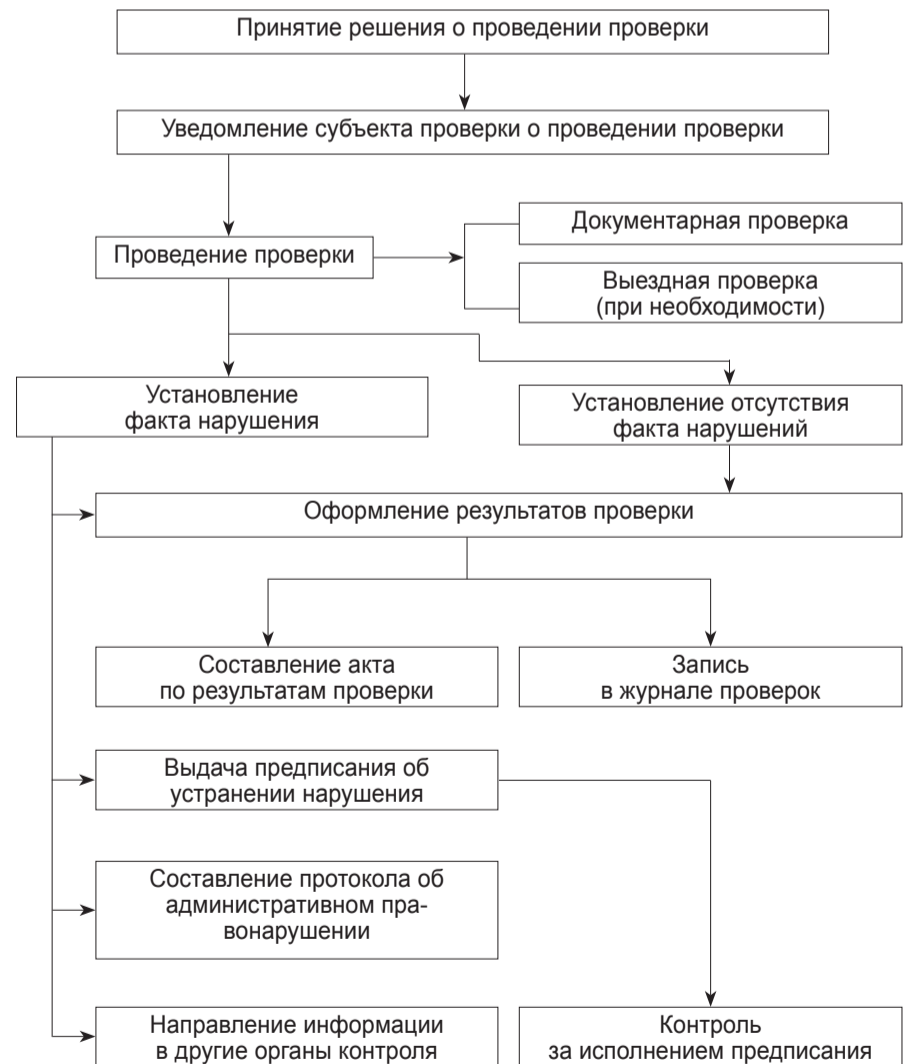 Принятие решения о проведении проверки
Уведомление субъекта проверки о проведении проверки
Проведение проверки
Документарная проверка
Выездная проверка
(при необходимости)
Установление
факта нарушения
Установление отсутствия
факта нарушений
Оформление результатов проверки
Составление акта
по результатам проверки
Запись
в журнале проверок
Выдача предписания об
устранении нарушения
Составление протокола об
административном пра-
вонарушении
Направление информации
в другие органы контроля
Контроль
за исполнением предписания